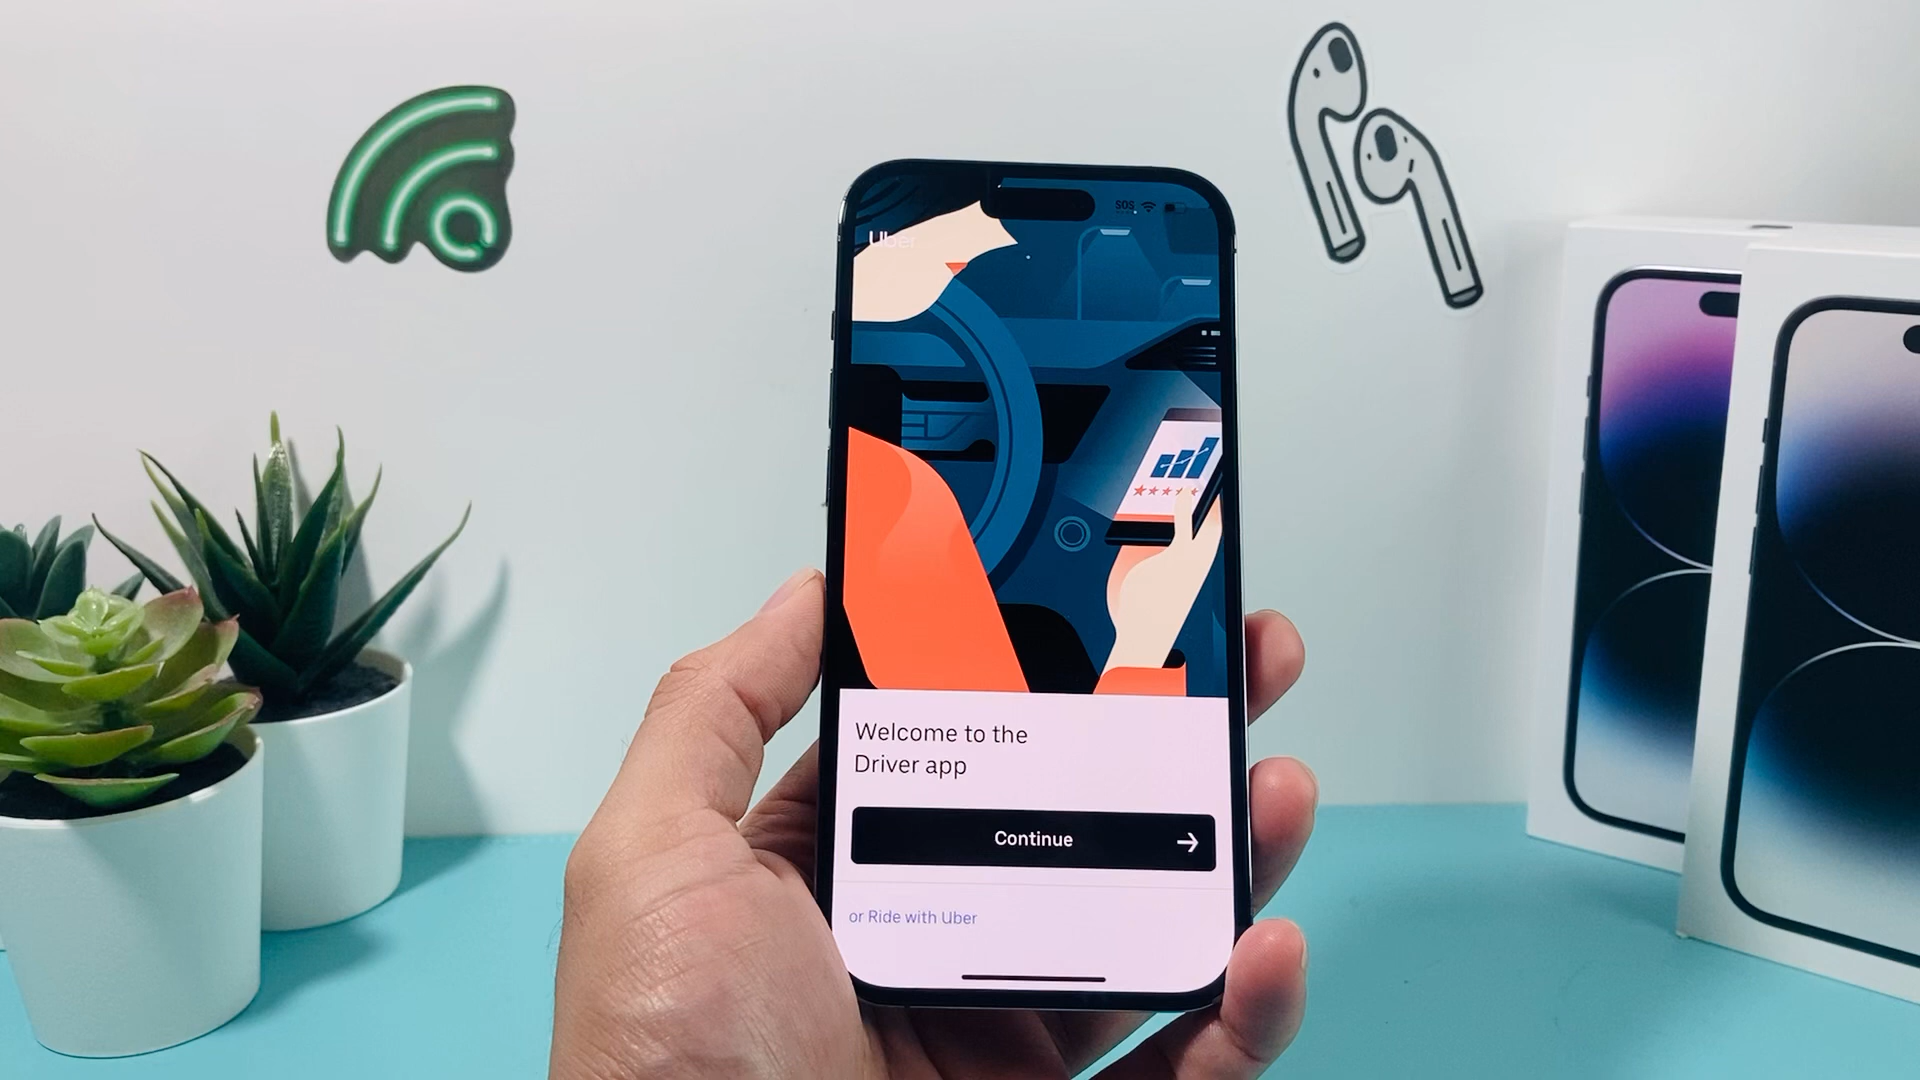 SOS
Uber
Welcome to the
Driver app
Continue
or Ride with Uber